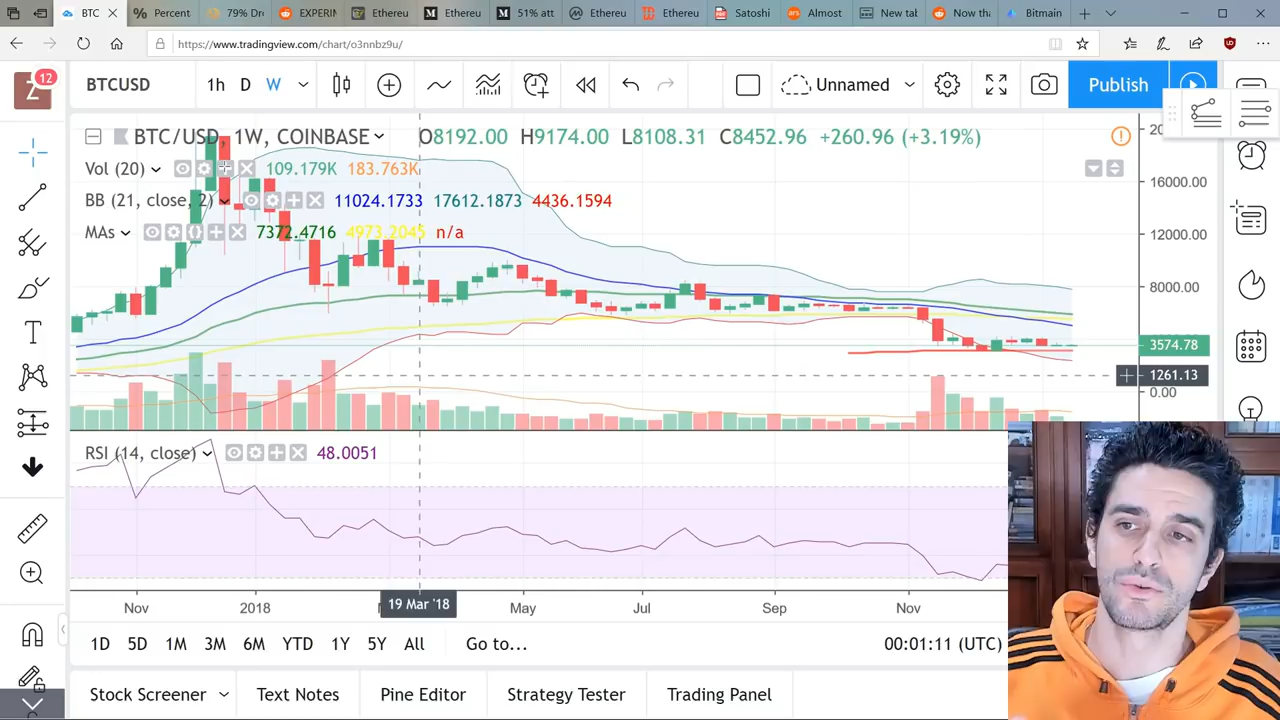 BTC
Percent
79% Dro
EXPERIN
Ethereu
Ethereu
51% att
Ethereu
Ethereu
Satoshi
Almost
New tab
Now tha
Bitmain
https://www.tradingview.com/chart/o3nnbz9u/
Z 12
BTCUSD
1h D W
Unnamed
Publish
BTC/USD, 1W, COINBASE O8192.00 H9174.00 L8108.31 C8452.96 +260.96 (+3.19%)
Vol (20) 109.179K 183.763K
BB (21, close, 2) 11024.1733 17612.1873 4436.1594
MAs 7372.4716 4973.2045 n/a
16000.00
12000.00
8000.00
3574.78
1261.13
0.00
RSI (14, close) 48.0051
Nov 2018 19 Mar '18 May Jul Sep Nov
1D 5D 1M 3M 6M YTD 1Y 5Y All Go to... 00:01:11 (UTC)
Stock Screener Text Notes Pine Editor Strategy Tester Trading Panel